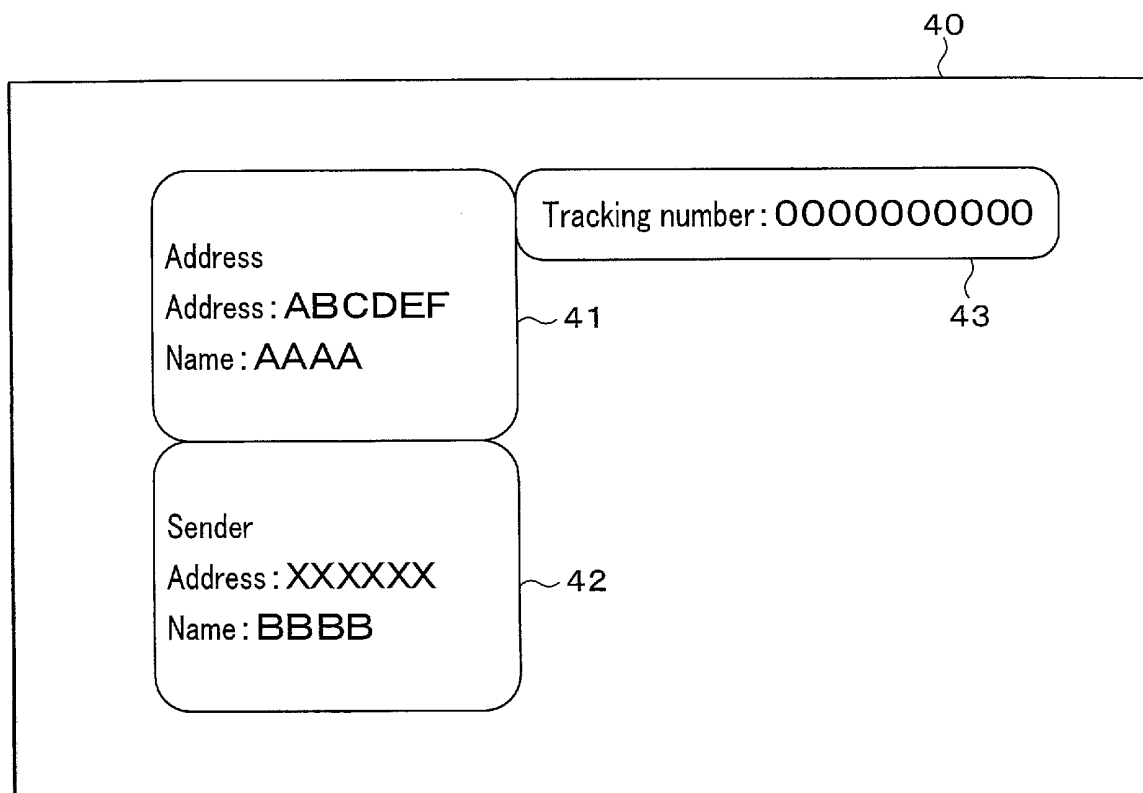 40
Tracking number : 0000000000
43
Address
Address : ABCDEF
Name : AAAA
41
Sender
Address : XXXXXX
Name : BBBB
42